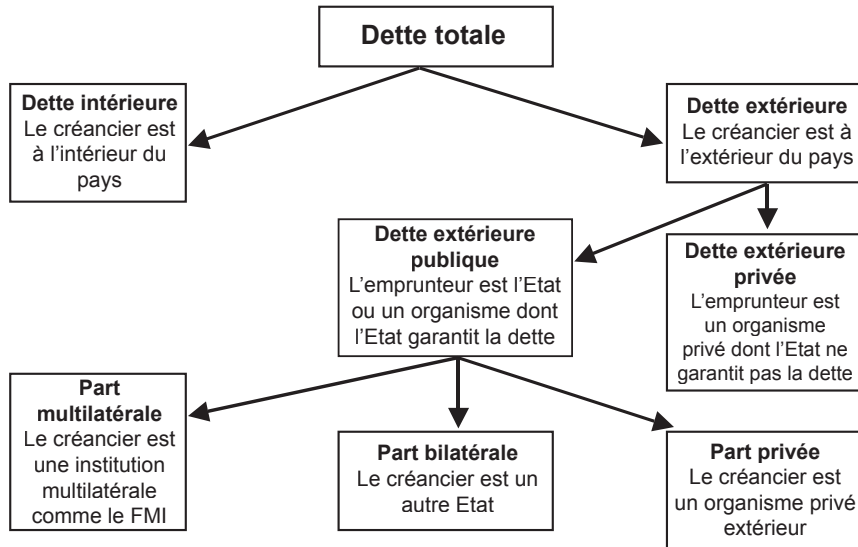 Dette totale
Dette intérieure
Le créancier est
à l’intérieur du
pays
Dette extérieure
Le créancier est à
l’extérieur du pays
Dette extérieure
publique
L’emprunteur est l’Etat
ou un organisme dont
l’Etat garantit la dette
Dette extérieure
privée
L’emprunteur est
un organisme
privé dont l’Etat ne
garantit pas la dette
Part
multilatérale
Le créancier est
une institution
multilatérale
comme le FMI
Part bilatérale
Le créancier est un
autre Etat
Part privée
Le créancier est
un organisme privé
extérieur